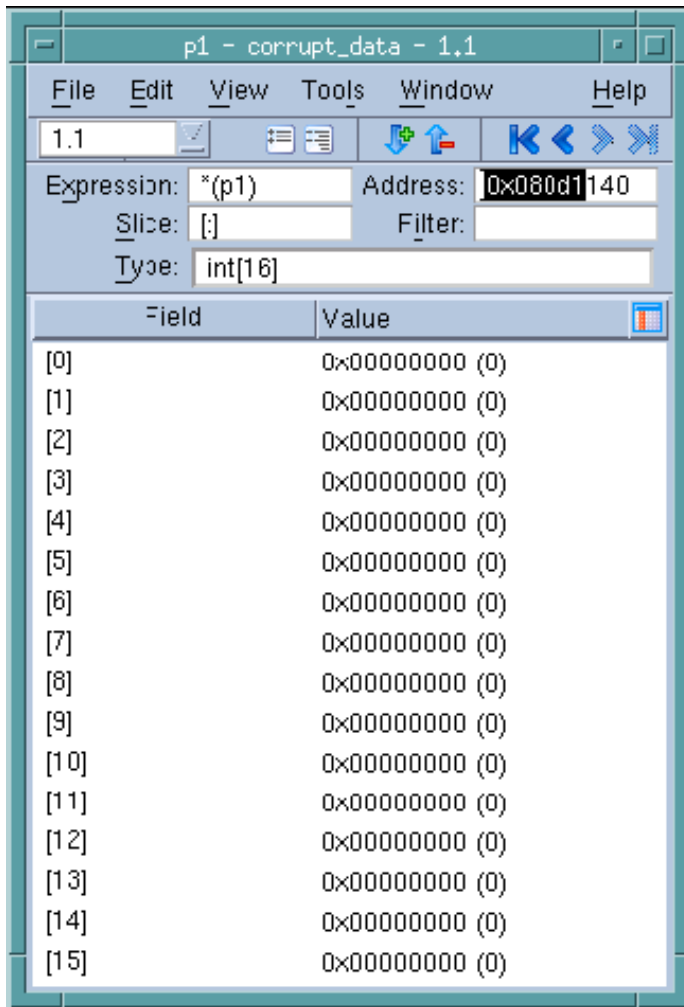 p1 - corrupt_data - 1.1
File Edit View Tools Window Help
1.1
Expression: *(p1) Address: 0x080d1140
Slice: [:] Filter:
Type: int[16]
Field Value
[0] 0x00000000 (0)
[1] 0x00000000 (0)
[2] 0x00000000 (0)
[3] 0x00000000 (0)
[4] 0x00000000 (0)
[5] 0x00000000 (0)
[6] 0x00000000 (0)
[7] 0x00000000 (0)
[8] 0x00000000 (0)
[9] 0x00000000 (0)
[10] 0x00000000 (0)
[11] 0x00000000 (0)
[12] 0x00000000 (0)
[13] 0x00000000 (0)
[14] 0x00000000 (0)
[15] 0x00000000 (0)